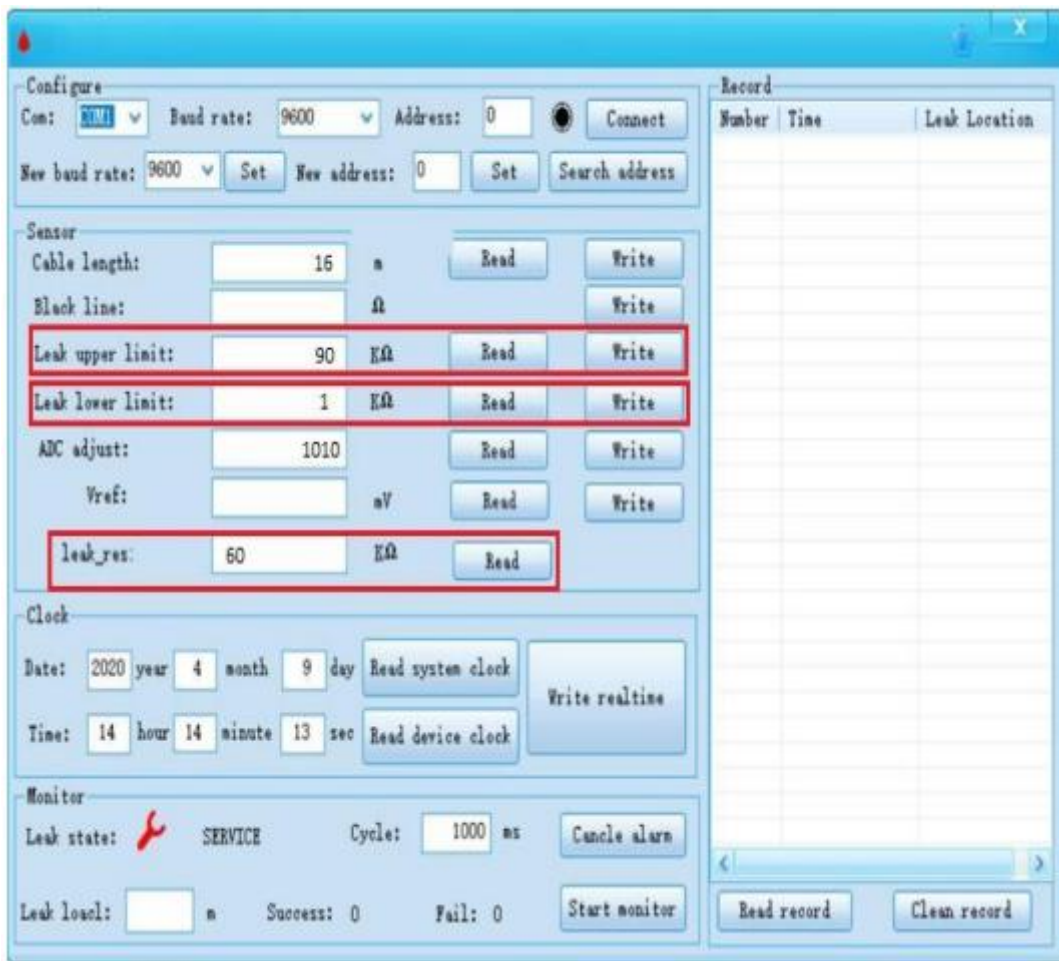 X
Configure
Com: COM1 Baud rate: 9600 Address: 0 Connect
New baud rate: 9600 Set New address: 0 Set Search address
Sensor
Cable length: 16 m Read Write
Black line: Ω Write
Leak upper limit: 90 KΩ Read Write
Leak lower limit: 1 KΩ Read Write
ADC adjust: 1010 Read Write
Vref: mV Read Write
leak_res: 60 KΩ Read
Clock
Date: 2020 year 4 month 9 day Read system clock
Write realtime
Time: 14 hour 14 minute 13 sec Read device clock
Monitor
Leak state: SERVICE Cycle: 1000 ms Cancle alarm
Leak loacl: m Success: 0 Fail: 0 Start monitor
Record
Number Time Leak Location
Read record Clean record